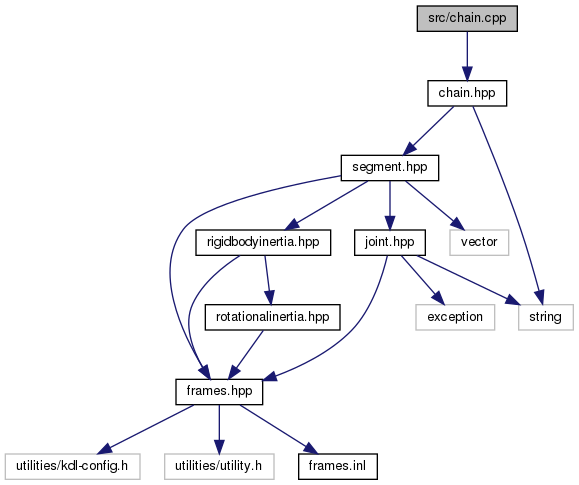 src/chain.cpp
chain.hpp
segment.hpp
rigidbodyinertia.hpp
joint.hpp
vector
rotationalinertia.hpp
exception
string
frames.hpp
utilities/kdl-config.h
utilities/utility.h
frames.inl